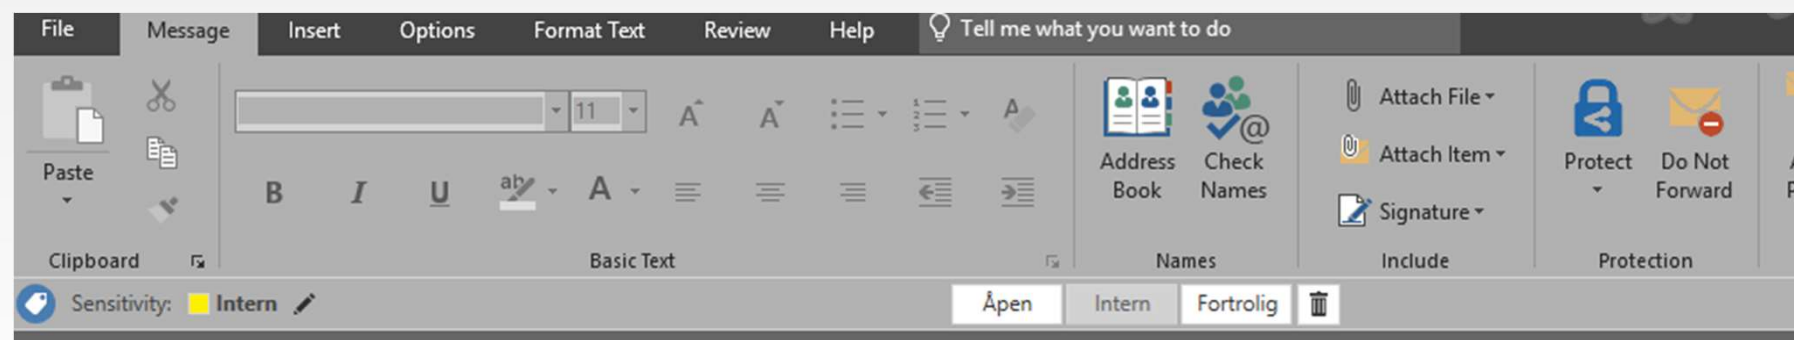 File Message Insert Options Format Text Review Help Tell me what you want to do
Paste
Clipboard
11
Basic Text
Address Book
Check Names
Names
Attach File
Attach Item
Signature
Include
Protect
Do Not Forward
Protection
Sensitivity: Intern
Åpen Intern Fortrolig